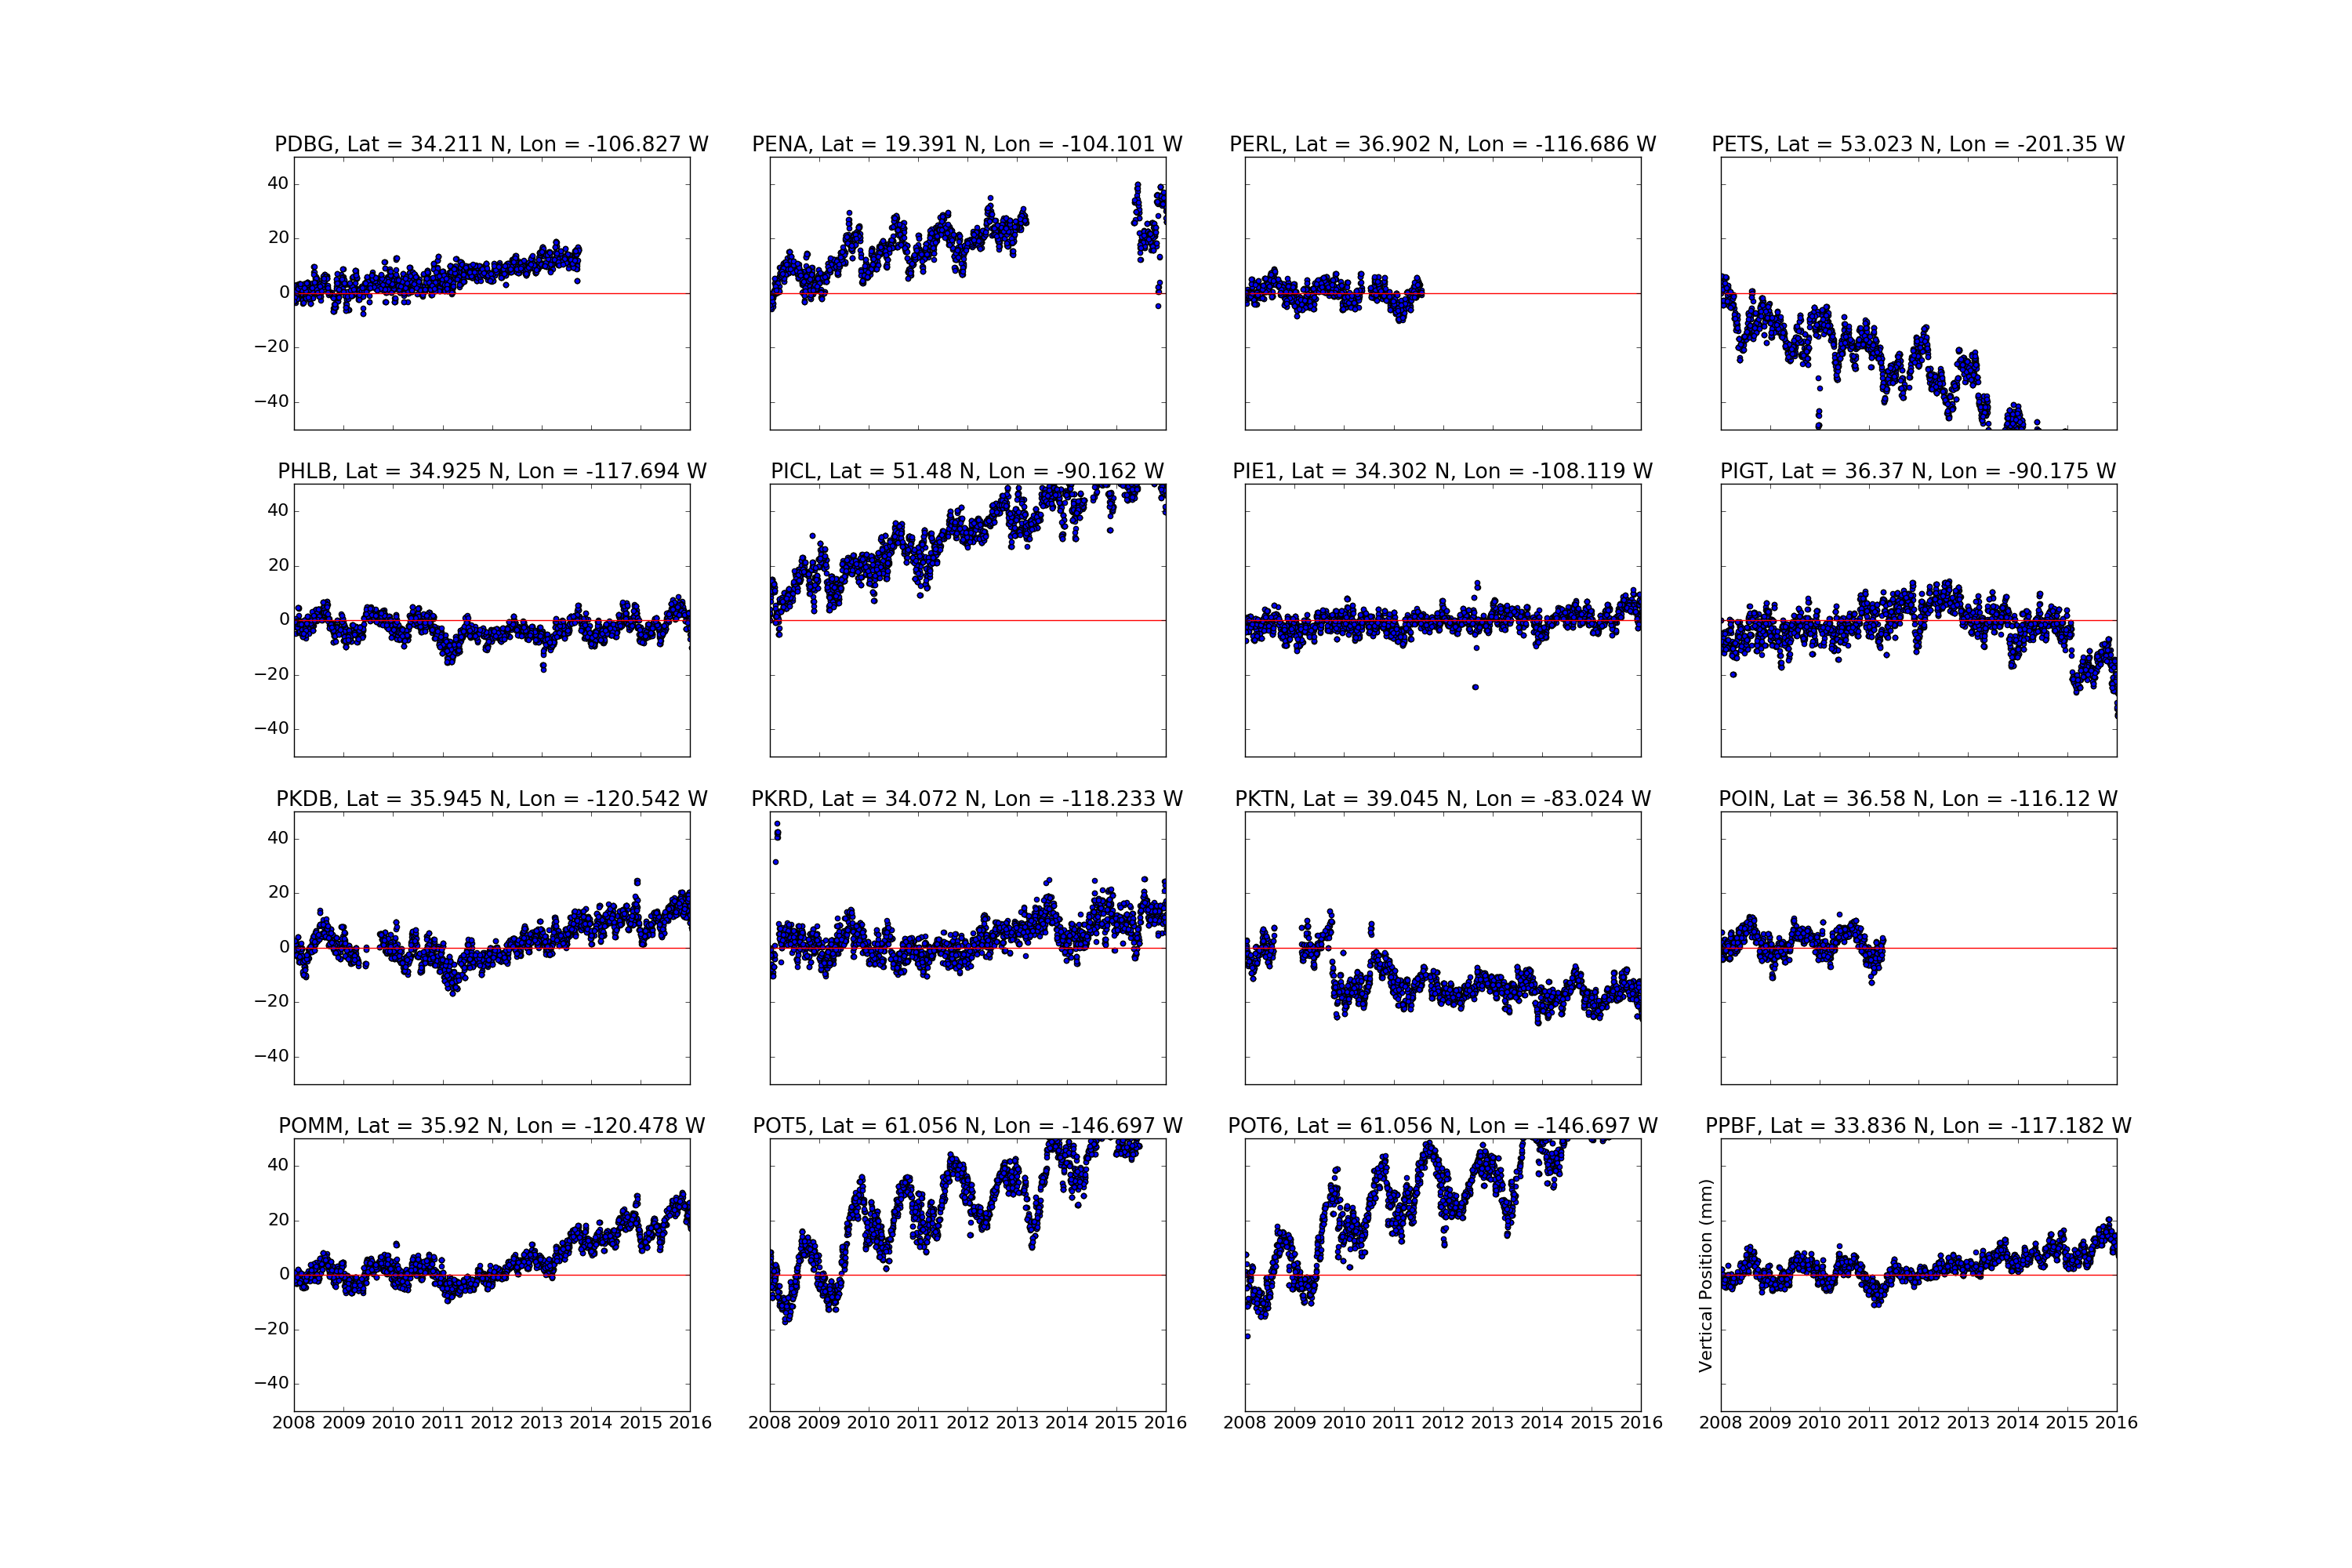 PDBG, Lat = 34.211 N, Lon = -106.827 W
PENA, Lat = 19.391 N, Lon = -104.101 W
PERL, Lat = 36.902 N, Lon = -116.686 W
PETS, Lat = 53.023 N, Lon = -201.35 W
40
20
0
−20
−40
PHLB, Lat = 34.925 N, Lon = -117.694 W
PICL, Lat = 51.48 N, Lon = -90.162 W
PIE1, Lat = 34.302 N, Lon = -108.119 W
PIGT, Lat = 36.37 N, Lon = -90.175 W
40
20
0
−20
−40
PKDB, Lat = 35.945 N, Lon = -120.542 W
PKRD, Lat = 34.072 N, Lon = -118.233 W
PKTN, Lat = 39.045 N, Lon = -83.024 W
POIN, Lat = 36.58 N, Lon = -116.12 W
40
20
0
−20
−40
POMM, Lat = 35.92 N, Lon = -120.478 W
POT5, Lat = 61.056 N, Lon = -146.697 W
POT6, Lat = 61.056 N, Lon = -146.697 W
PPBF, Lat = 33.836 N, Lon = -117.182 W
40
20
0
−20
−40
Vertical Position (mm)
2008 2009 2010 2011 2012 2013 2014 2015 2016
2008 2009 2010 2011 2012 2013 2014 2015 2016
2008 2009 2010 2011 2012 2013 2014 2015 2016
2008 2009 2010 2011 2012 2013 2014 2015 2016